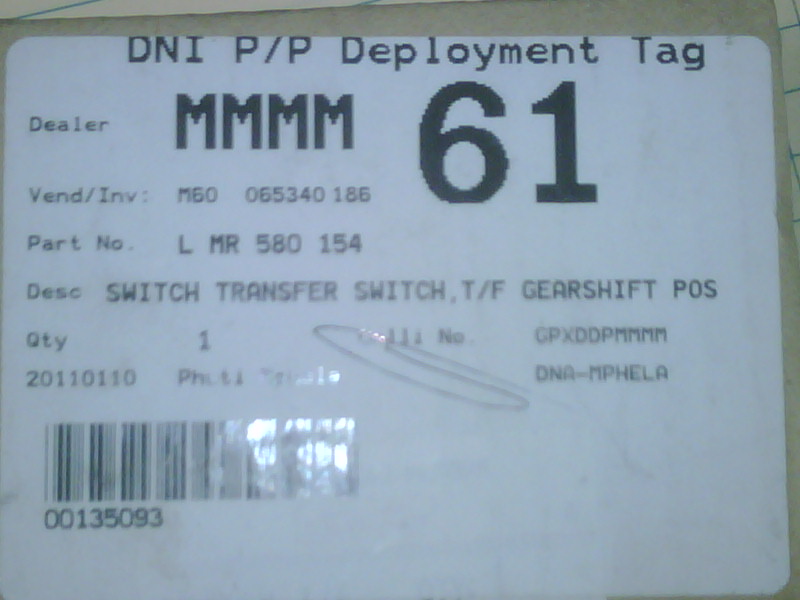 DNI P/P Deployment Tag
Dealer MMMM 61
Vend/Inv: M60 065340 186
Part No. L MR 580 154
Desc SWITCH TRANSFER SWITCH,T/F GEARSHIFT POS
Qty 1 No. GPXDDPMMMM
20110110 DNA-MPHELA
00135093